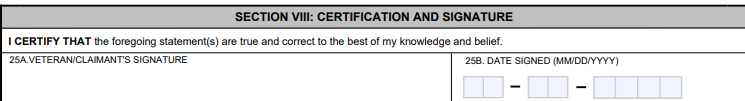 SECTION VIII: CERTIFICATION AND SIGNATURE
I CERTIFY THAT the foregoing statement(s) are true and correct to the best of my knowledge and belief.
25A.VETERAN/CLAIMANT'S SIGNATURE
25B. DATE SIGNED (MM/DD/YYYY)